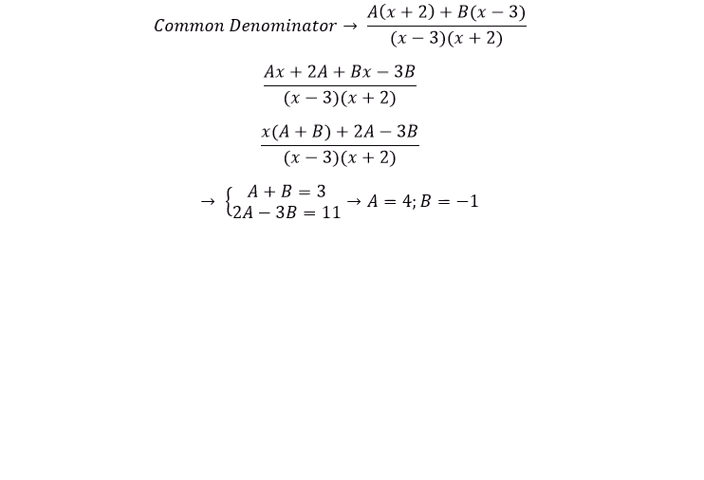 Common Denominator → A(x + 2) + B(x − 3) / (x − 3)(x + 2)
Ax + 2A + Bx − 3B / (x − 3)(x + 2)
x(A + B) + 2A − 3B / (x − 3)(x + 2)
→ { A + B = 3
2A − 3B = 11 → A = 4; B = −1